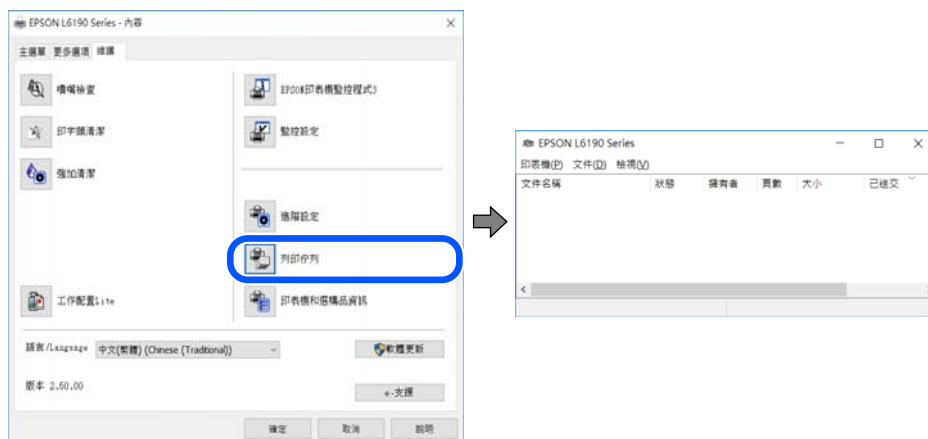 EPSON L6190 Series - 內容
主選單 更多選項 維護
噴嘴檢查
EPSON印表機監控程式3
印字頭清潔
監控設定
強加清潔
進階設定
列印佇列
工作配置Lite
印表機和選購品資訊
語言/Language 中文(繁體) (Chinese (Traditional))
軟體更新
版本 2.60.00
e-支援
確定 取消 說明
EPSON L6190 Series
印表機(P) 文件(D) 檢視(V)
文件名稱 狀態 擁有者 頁數 大小 已送交